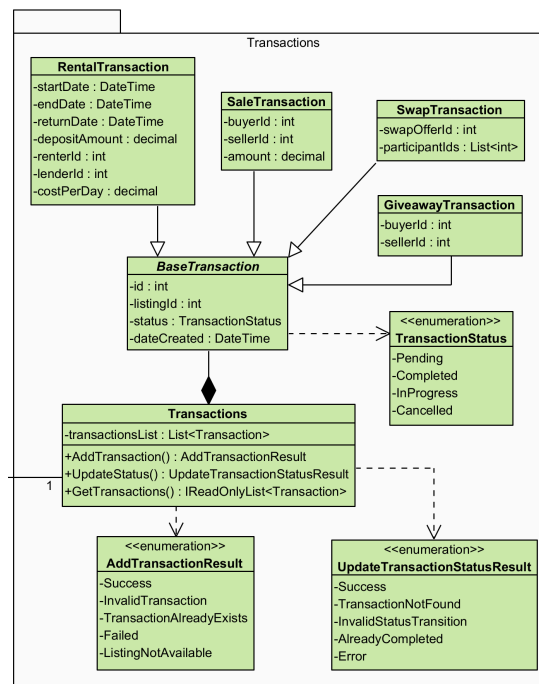 Transactions
RentalTransaction
-startDate : DateTime
-endDate : DateTime
-returnDate : DateTime
-depositAmount : decimal
-renterId : int
-lenderId : int
-costPerDay : decimal
SaleTransaction
-buyerId : int
-sellerId : int
-amount : decimal
SwapTransaction
-swapOfferId : int
-participantIds : List<int>
GiveawayTransaction
-buyerId : int
-sellerId : int
BaseTransaction
-id : int
-listingId : int
-status : TransactionStatus
-dateCreated : DateTime
<<enumeration>>
TransactionStatus
-Pending
-Completed
-InProgress
-Cancelled
Transactions
-transactionsList : List<Transaction>
+AddTransaction() : AddTransactionResult
+UpdateStatus() : UpdateTransactionStatusResult
+GetTransactions() : IReadOnlyList<Transaction>
1
<<enumeration>>
AddTransactionResult
-Success
-InvalidTransaction
-TransactionAlreadyExists
-Failed
-ListingNotAvailable
<<enumeration>>
UpdateTransactionStatusResult
-Success
-TransactionNotFound
-InvalidStatusTransition
-AlreadyCompleted
-Error